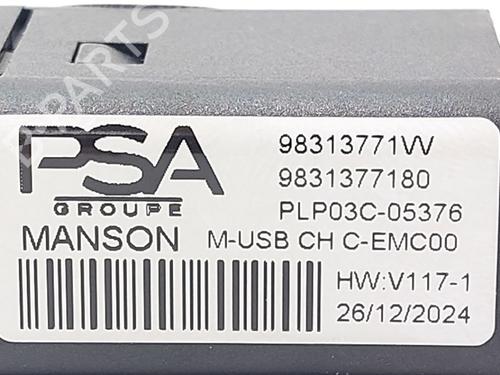 PSA
GROUPE
98313771VV
9831377180
PLP03C-05376
MANSON M-USB CH C-EMC00
HW:V117-1
26/12/2024